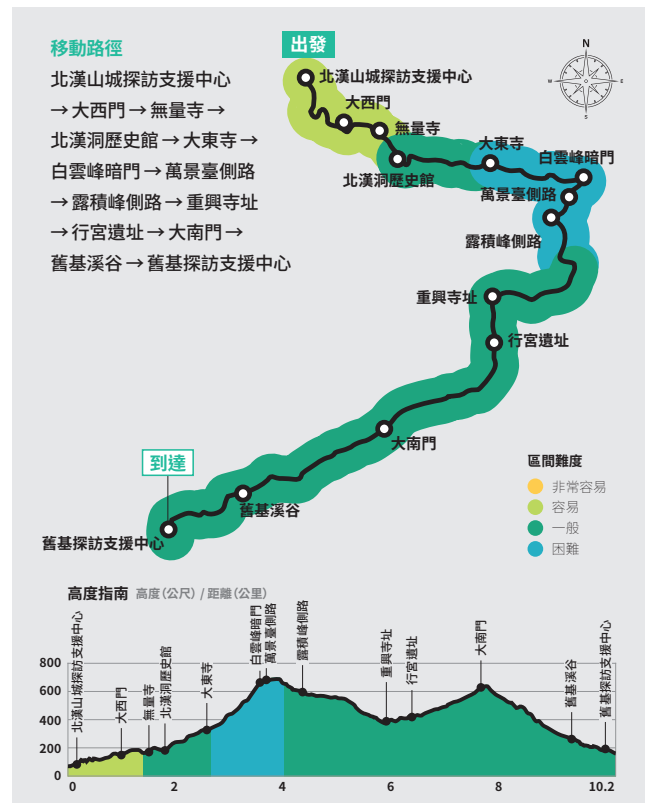 移動路徑
北漢山城探訪支援中心
→ 大西門 → 無量寺 →
北漢洞歷史館 → 大東寺 →
白雲峰暗門 → 萬景臺側路
→ 露積峰側路 → 重興寺址
→ 行宮遺址 → 大南門 →
舊基溪谷 → 舊基探訪支援中心
出發
北漢山城探訪支援中心
大西門
無量寺
北漢洞歷史館
大東寺
白雲峰暗門
萬景臺側路
露積峰側路
重興寺址
行宮遺址
大南門
舊基溪谷
到達
舊基探訪支援中心
N
W
E
S
區間難度
非常容易
容易
一般
困難
高度指南 高度(公尺) / 距離(公里)
北漢山城探訪支援中心
大西門
無量寺
北漢洞歷史館
大東寺
白雲峰暗門
萬景臺側路
露積峰側路
重興寺址
行宮遺址
大南門
舊基溪谷
舊基探訪支援中心
800
600
400
200
0
0 2 4 6 8 10.2